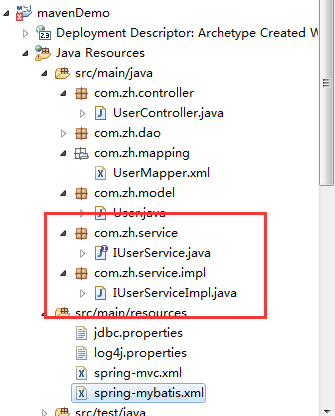 mavenDemo
Deployment Descriptor: Archetype Created W
Java Resources
src/main/java
com.zh.controller
UserController.java
com.zh.dao
com.zh.mapping
UserMapper.xml
com.zh.model
User.java
com.zh.service
IUserService.java
com.zh.service.impl
IUserServiceImpl.java
src/main/resources
jdbc.properties
log4j.properties
spring-mvc.xml
spring-mybatis.xml
src/test/java